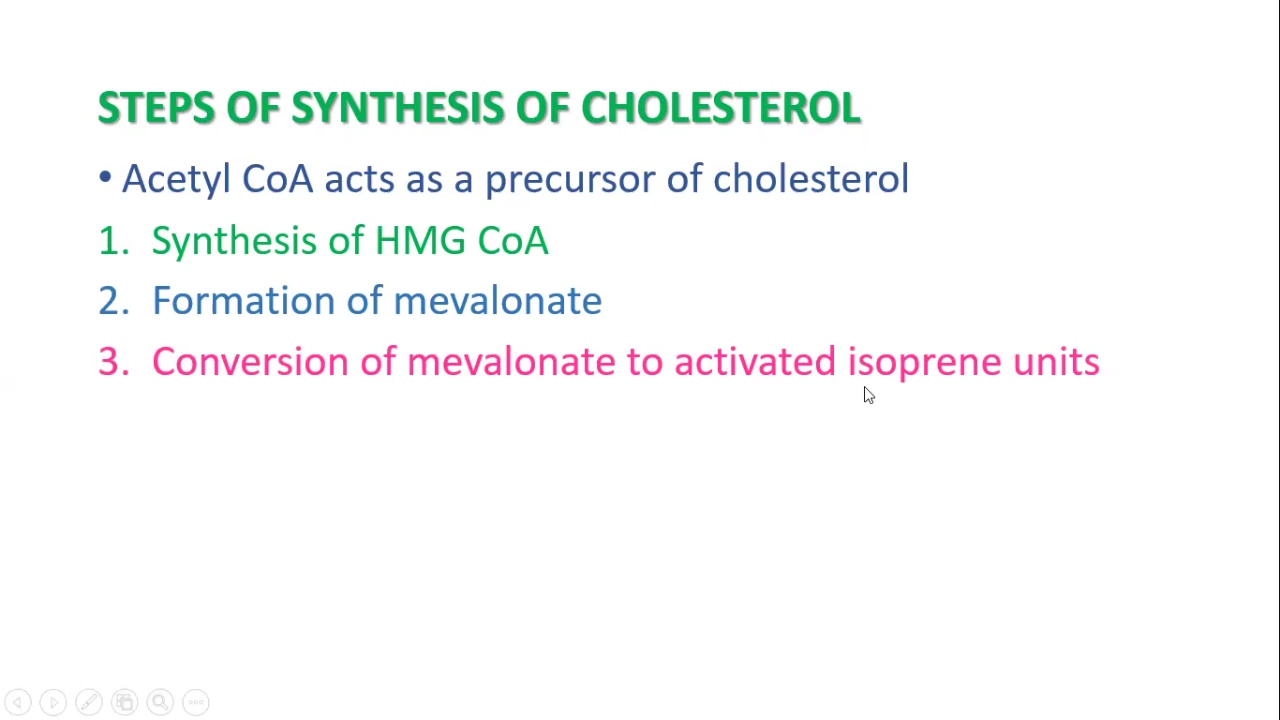 STEPS OF SYNTHESIS OF CHOLESTEROL
• Acetyl CoA acts as a precursor of cholesterol
1. Synthesis of HMG CoA
2. Formation of mevalonate
3. Conversion of mevalonate to activated isoprene units